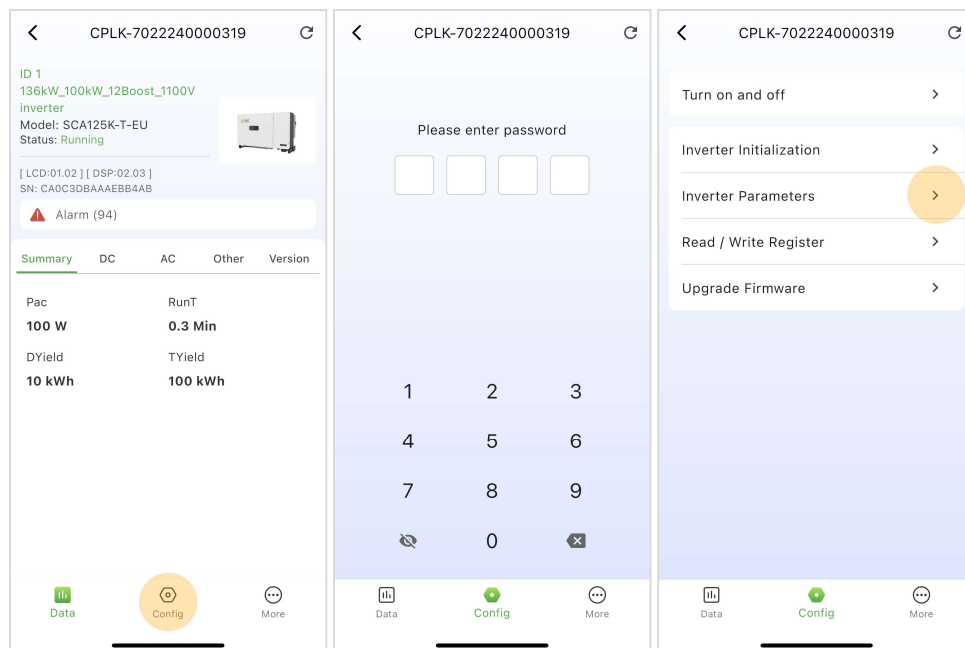 CPLK-7022240000319
ID 1
136kW_100kW_12Boost_1100V
inverter
Model: SCA125K-T-EU
Status: Running
[ LCD:01.02 ] [ DSP:02.03 ]
SN: CA0C3DBAAAEBB4AB
Alarm (94)
Summary DC AC Other Version
Pac RunT
100 W 0.3 Min
DYield TYield
10 kWh 100 kWh
Data Config More
CPLK-7022240000319
Please enter password
1 2 3
4 5 6
7 8 9
0
Data Config More
CPLK-7022240000319
Turn on and off
Inverter Initialization
Inverter Parameters
Read / Write Register
Upgrade Firmware
Data Config More